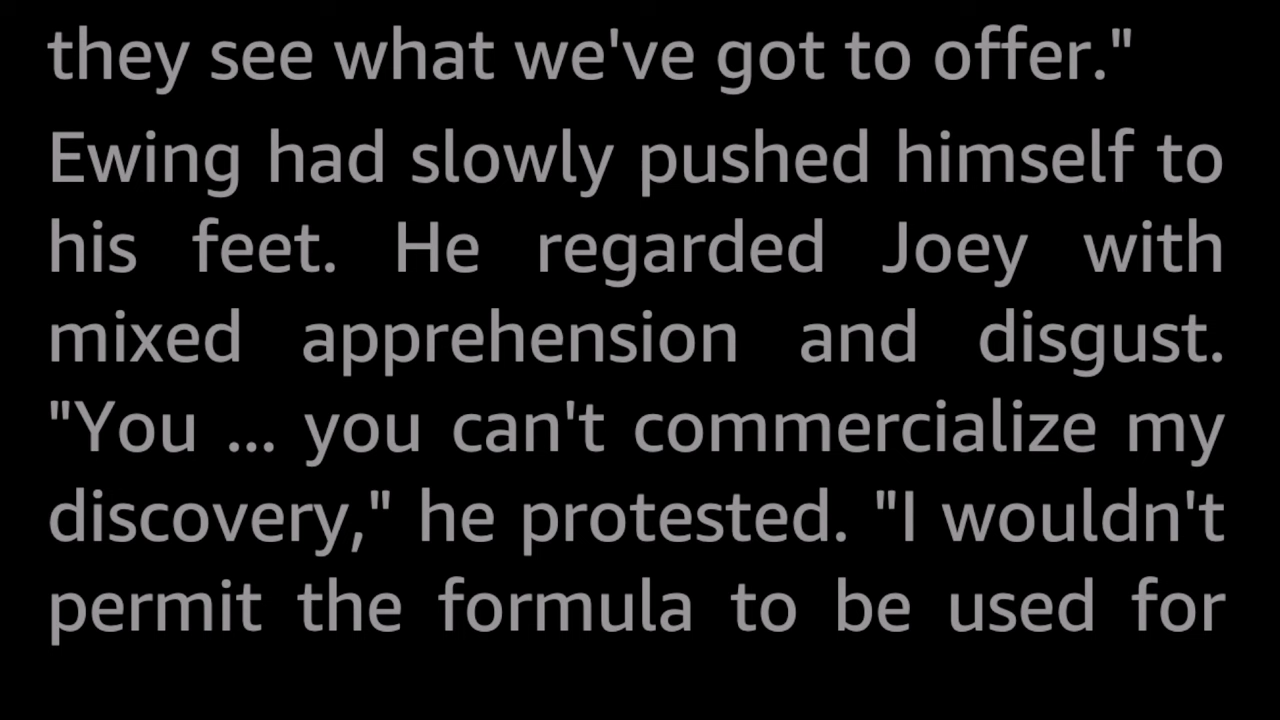 they see what we've got to offer."
Ewing had slowly pushed himself to
his feet. He regarded Joey with
mixed apprehension and disgust.
"You ... you can't commercialize my
discovery," he protested. "I wouldn't
permit the formula to be used for